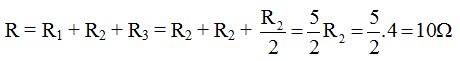 R = R₁ + R₂ + R₃ = R₂ + R₂ + R₂/2 = 5/2 R₂ = 5/2 .4 = 10Ω